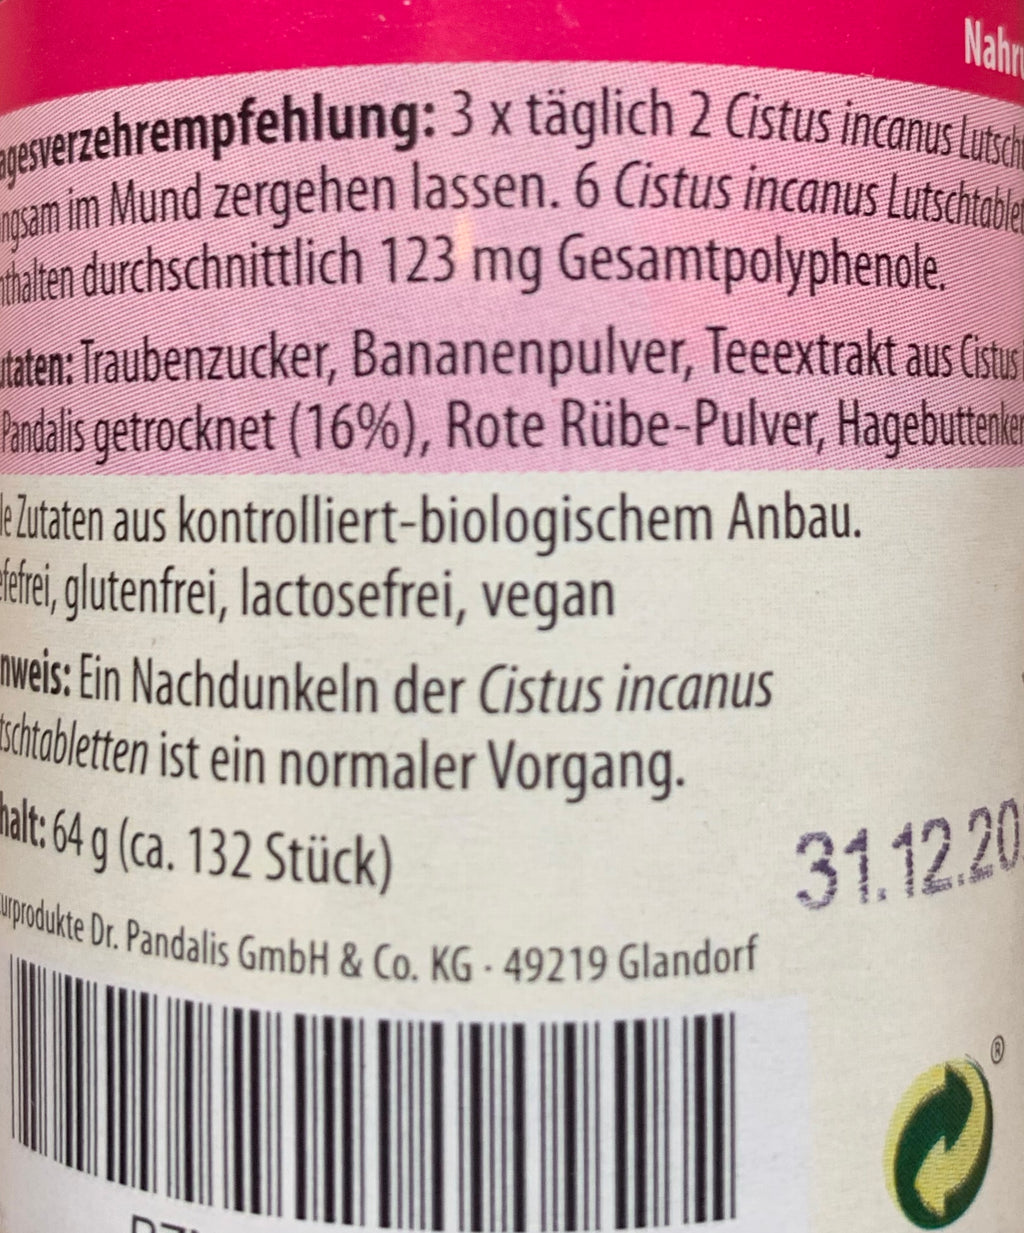 Nahru
agesverzehrempfehlung: 3 x täglich 2 Cistus incanus Lutsch
ngsam im Mund zergehen lassen. 6 Cistus incanus Lutschtablet
nthalten durchschnittlich 123 mg Gesamtpolyphenole.
utaten: Traubenzucker, Bananenpulver, Teeextrakt aus Cistus
Pandalis getrocknet (16%), Rote Rübe-Pulver, Hagebuttenker
le Zutaten aus kontrolliert-biologischem Anbau.
efefrei, glutenfrei, lactosefrei, vegan
nweis: Ein Nachdunkeln der Cistus incanus
tschtabletten ist ein normaler Vorgang.
halt: 64 g (ca. 132 Stück)
31.12.20
urprodukte Dr. Pandalis GmbH & Co. KG · 49219 Glandorf
®